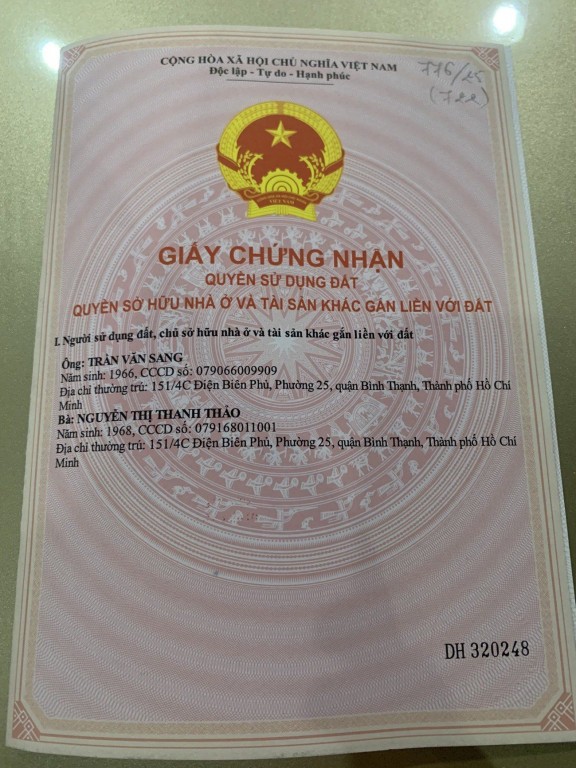 CỘNG HÒA XÃ HỘI CHỦ NGHĨA VIỆT NAM
Độc lập - Tự do - Hạnh phúc
776/25
(722)
VIỆT NAM
GIẤY CHỨNG NHẬN
QUYỀN SỬ DỤNG ĐẤT
QUYỀN SỞ HỮU NHÀ Ở VÀ TÀI SẢN KHÁC GẮN LIỀN VỚI ĐẤT
I. Người sử dụng đất, chủ sở hữu nhà ở và tài sản khác gắn liền với đất
Ông: TRẦN VĂN SANG
Năm sinh: 1966, CCCD số: 079066009909
Địa chỉ thường trú: 151/4C Điện Biên Phủ, Phường 25, quận Bình Thạnh, Thành phố Hồ Chí
Minh
Bà: NGUYỄN THỊ THANH THẢO
Năm sinh: 1968, CCCD số: 079168011001
Địa chỉ thường trú: 151/4C Điện Biên Phủ, Phường 25, quận Bình Thạnh, Thành phố Hồ Chí
Minh
DH 320248